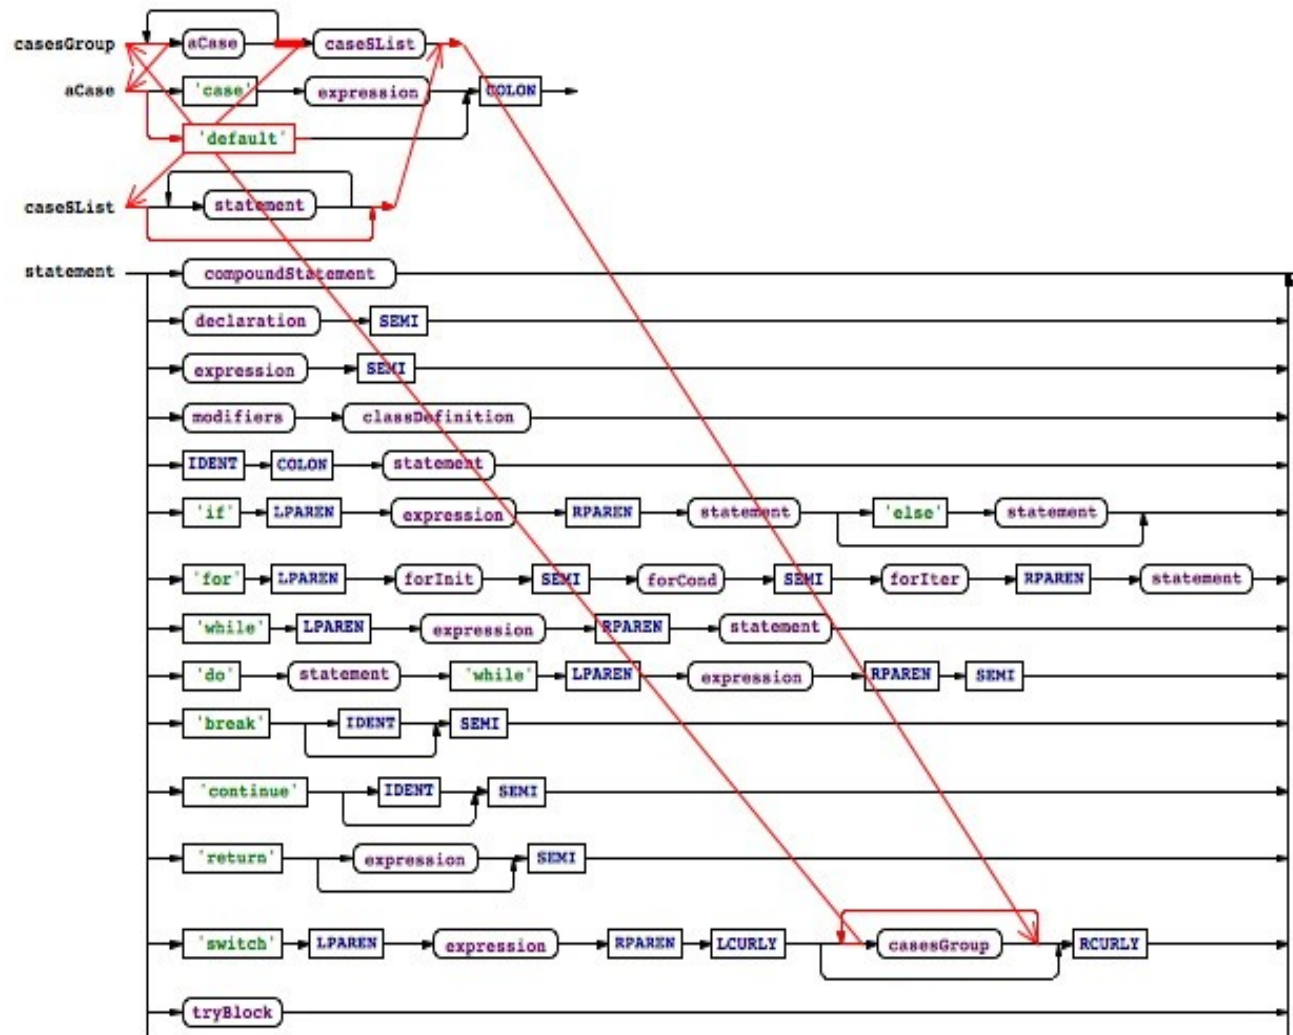 casesGroup aCase caseSList
aCase 'case' expression COLON
'default'
caseSList statement
statement compoundStatement
declaration SEMI
expression SEMI
modifiers classDefinition
IDENT COLON statement
'if' LPAREN expression RPAREN statement 'else' statement
'for' LPAREN forInit SEMI forCond SEMI forIter RPAREN statement
'while' LPAREN expression RPAREN statement
'do' statement 'while' LPAREN expression RPAREN SEMI
'break' IDENT SEMI
'continue' IDENT SEMI
'return' expression SEMI
'switch' LPAREN expression RPAREN LCURLY casesGroup RCURLY
tryBlock